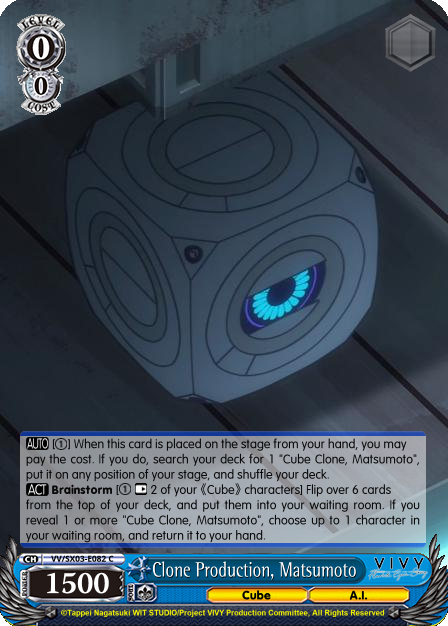 LEVEL
0
0
COST
AUTO [①] When this card is placed on the stage from your hand, you may
pay the cost. If you do, search your deck for 1 "Cube Clone, Matsumoto",
put it on any position of your stage, and shuffle your deck.
ACT Brainstorm [① 2 of your 《Cube》 characters] Flip over 6 cards
from the top of your deck, and put them into your waiting room. If you
reveal 1 or more "Cube Clone, Matsumoto", choose up to 1 character in
your waiting room, and return it to your hand.
CH VV/SX03-E082 C
POWER 1500 SOUL Clone Production, Matsumoto VIVY
Cube A.I.
©Tappei Nagatsuki WIT STUDIO/Project VIVY Production Committee, All Rights Reserved